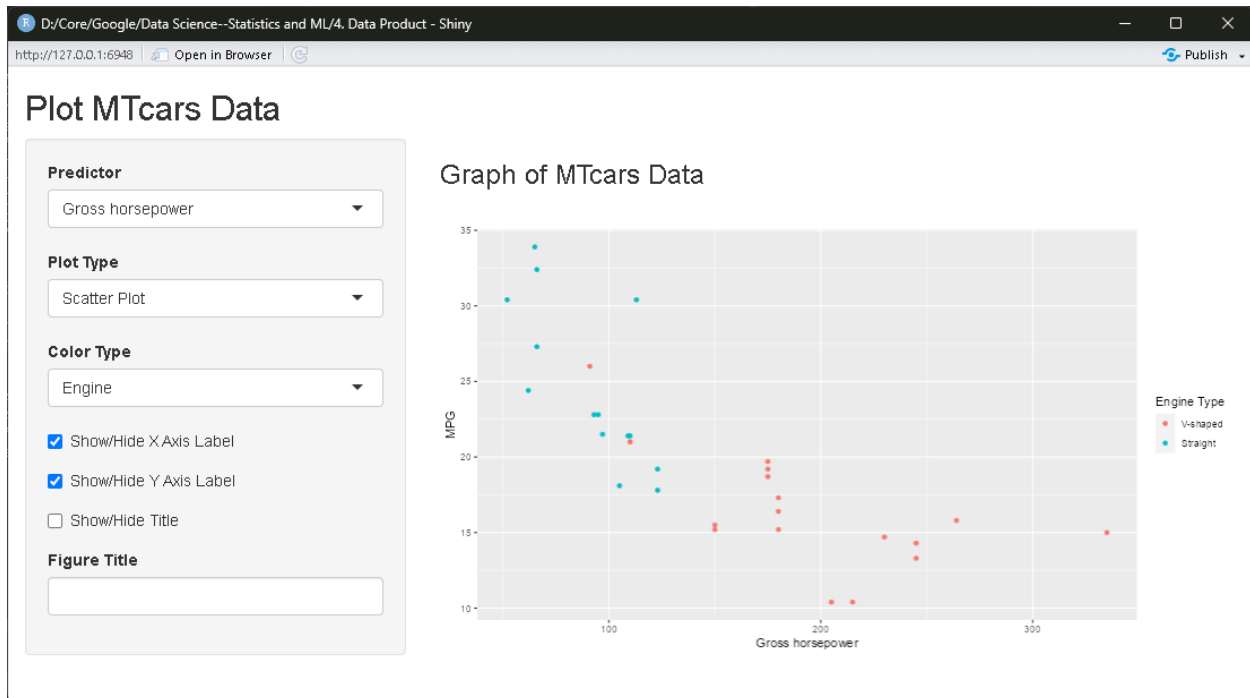 D:/Core/Google/Data Science--Statistics and ML/4. Data Product - Shiny
http://127.0.0.1:6948 Open in Browser Publish
Plot MTcars Data
Predictor
Gross horsepower
Plot Type
Scatter Plot
Color Type
Engine
Show/Hide X Axis Label
Show/Hide Y Axis Label
Show/Hide Title
Figure Title
Graph of MTcars Data
35
30
25
20
15
10
MPG
100 200 300
Gross horsepower
Engine Type
V-shaped
Straight